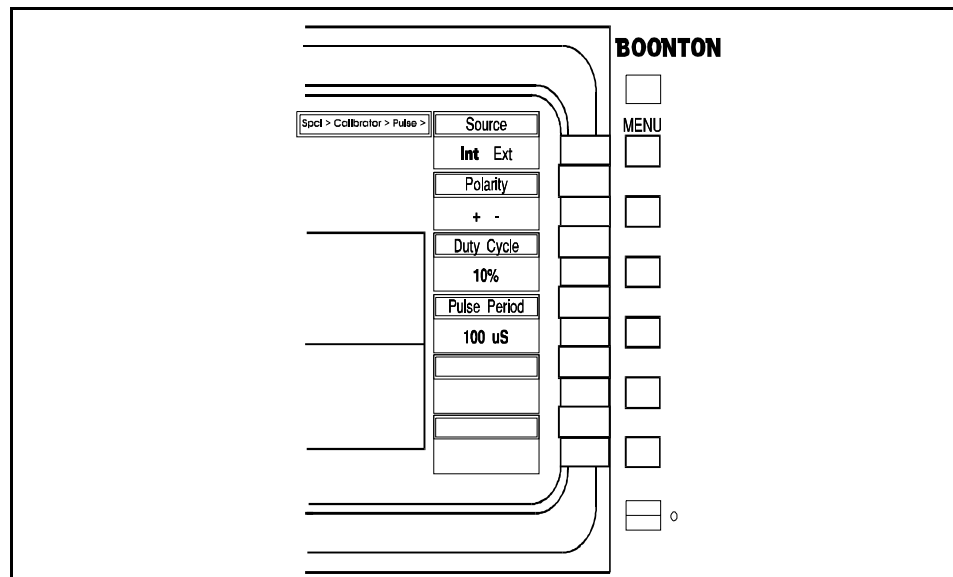 BOONTON
MENU
Spcl > Calibrator > Pulse >
Source
Int Ext
Polarity
+ -
Duty Cycle
10%
Pulse Period
100 uS
O